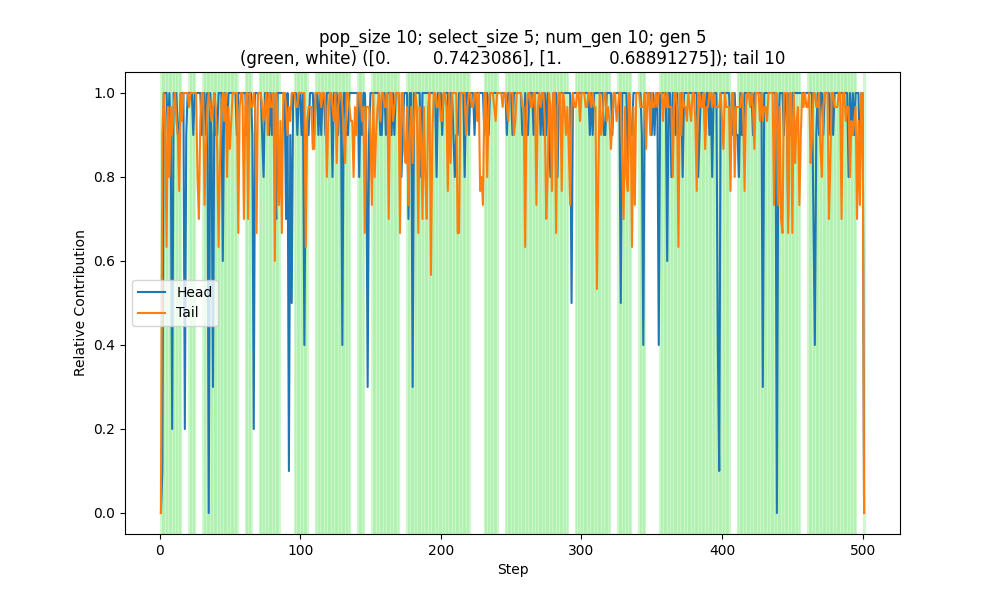 pop_size 10; select_size 5; num_gen 10; gen 5
(green, white) ([0.        0.7423086], [1.         0.68891275]); tail 10
Relative Contribution
1.0
0.8
0.6
0.4
0.2
0.0
Head
Tail
0
100
200
300
400
500
Step